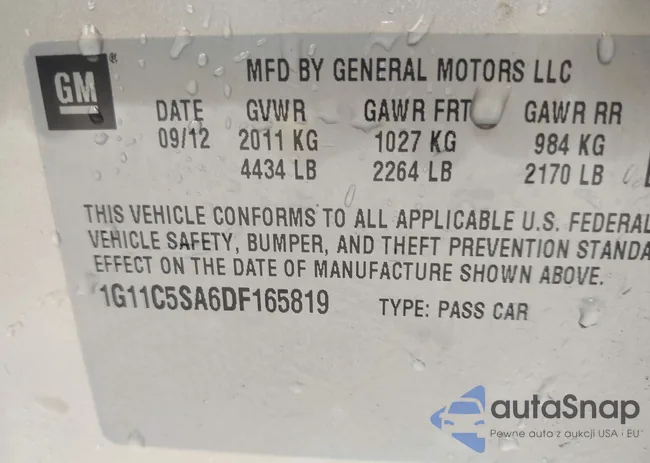 GM®
MFD BY GENERAL MOTORS LLC
DATE GVWR GAWR FRT GAWR RR
09/12 2011 KG 1027 KG 984 KG
4434 LB 2264 LB 2170 LB
THIS VEHICLE CONFORMS TO ALL APPLICABLE U.S. FEDERAL
VEHICLE SAFETY, BUMPER, AND THEFT PREVENTION STANDA
EFFECT ON THE DATE OF MANUFACTURE SHOWN ABOVE.
1G11C5SA6DF165819 TYPE: PASS CAR
autaSnap
Pewne auta z aukcji USA i EU